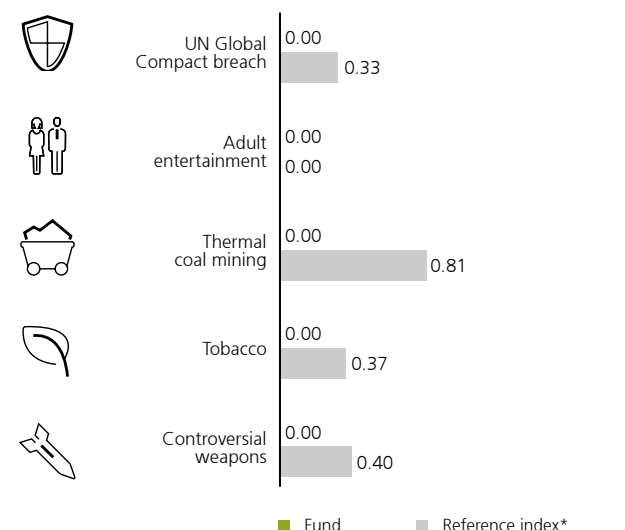 UN Global
Compact breach
0.00
0.33
Adult
entertainment
0.00
0.00
Thermal
coal mining
0.00
0.81
Tobacco
0.00
0.37
Controversial
weapons
0.00
0.40
Fund
Reference index*